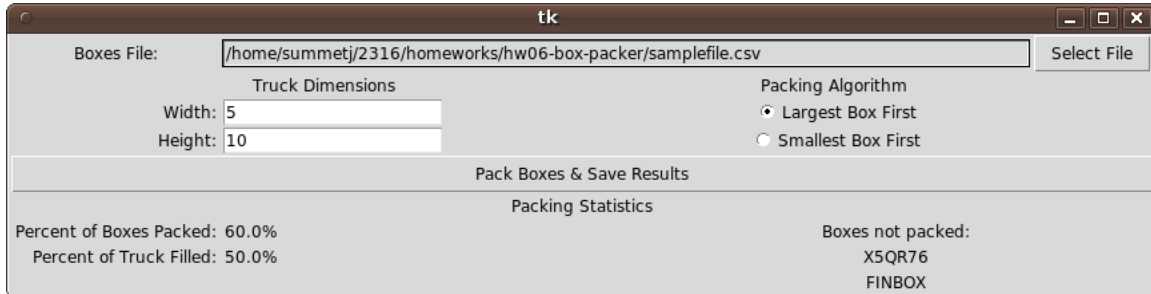 tk
Boxes File: /home/summetj/2316/homeworks/hw06-box-packer/samplefile.csv Select File
Truck Dimensions Packing Algorithm
Width: 5 Largest Box First
Height: 10 Smallest Box First
Pack Boxes & Save Results
Packing Statistics
Percent of Boxes Packed: 60.0% Boxes not packed:
Percent of Truck Filled: 50.0% X5QR76
FINBOX